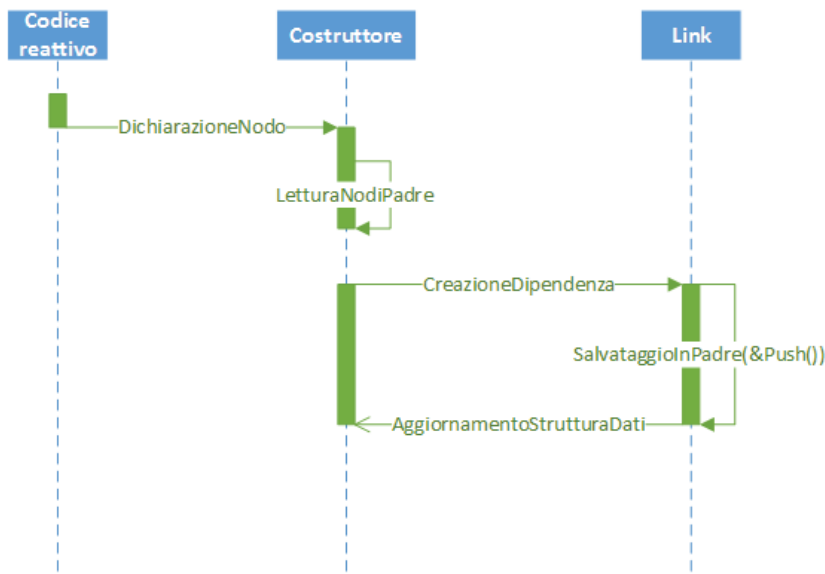 Codice
reattivo
Costruttore
Link
DichiarazioneNodo
LetturaNodiPadre
CreazioneDipendenza
SalvataggioInPadre(&Push())
AggiornamentoStrutturaDati